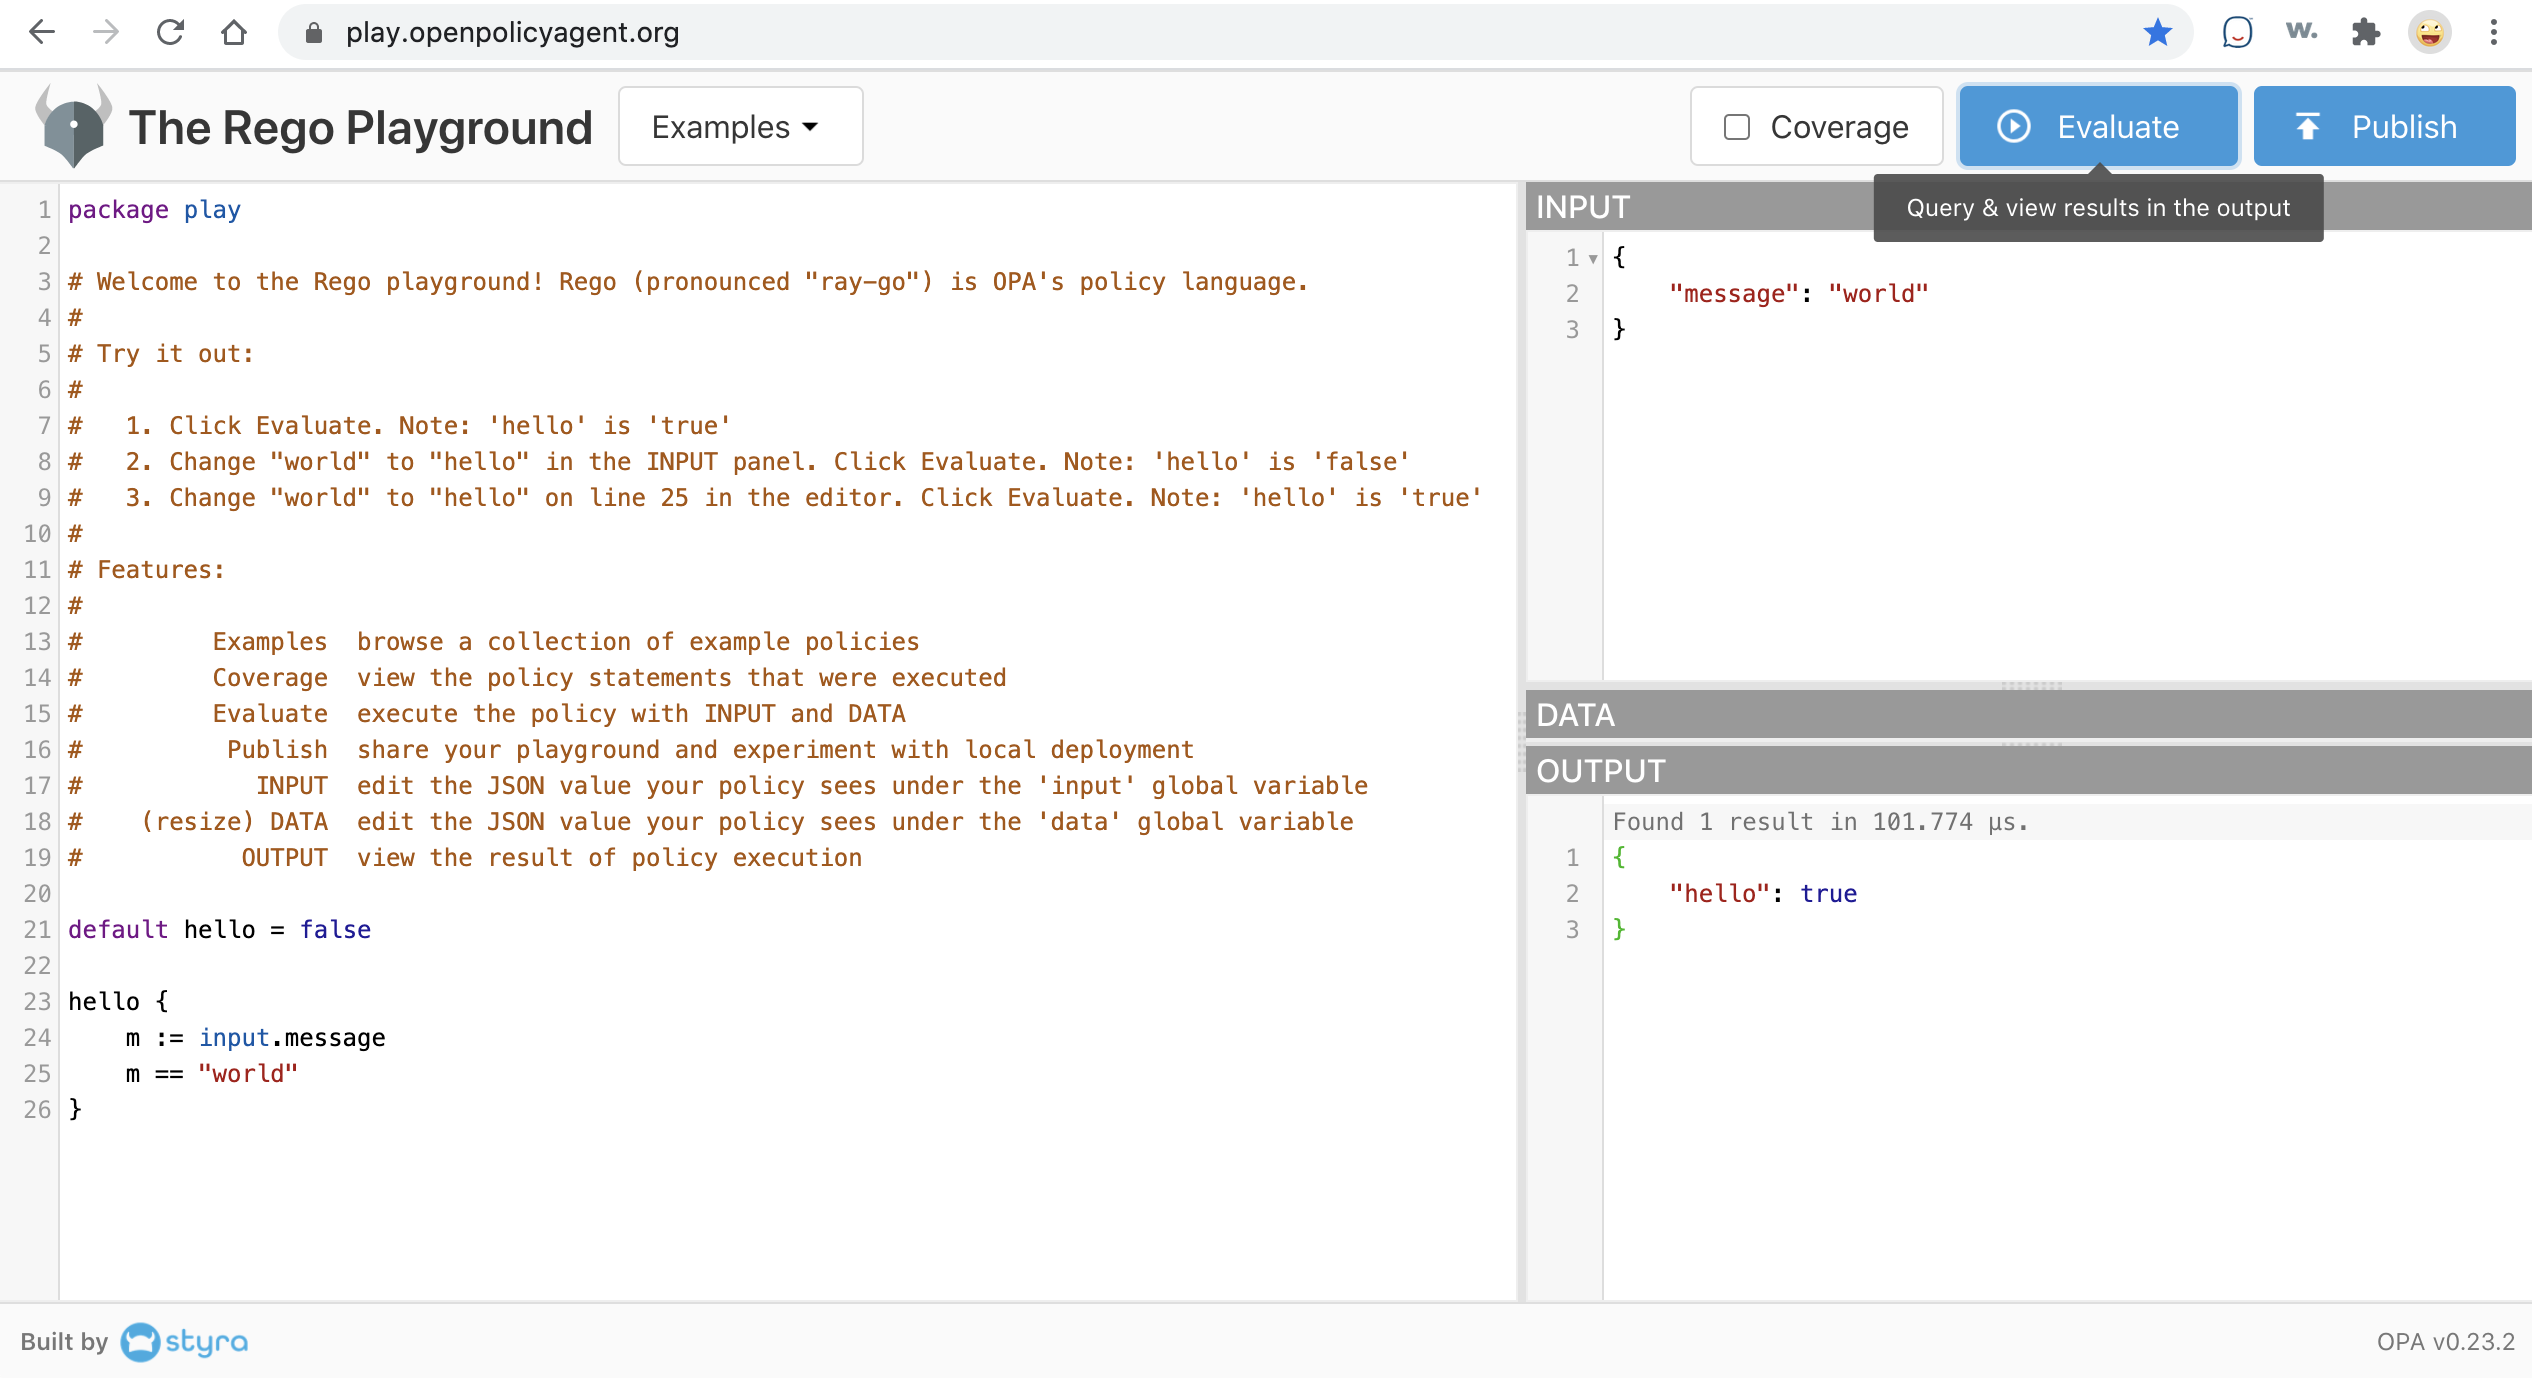 play.openpolicyagent.org
w.
The Rego Playground
Examples
Coverage
Evaluate
Publish
Query & view results in the output
1 package play
2
3 # Welcome to the Rego playground! Rego (pronounced "ray-go") is OPA's policy language.
4 #
5 # Try it out:
6 #
7 #   1. Click Evaluate. Note: 'hello' is 'true'
8 #   2. Change "world" to "hello" in the INPUT panel. Click Evaluate. Note: 'hello' is 'false'
9 #   3. Change "world" to "hello" on line 25 in the editor. Click Evaluate. Note: 'hello' is 'true'
10 #
11 # Features:
12 #
13 #         Examples  browse a collection of example policies
14 #         Coverage  view the policy statements that were executed
15 #         Evaluate  execute the policy with INPUT and DATA
16 #          Publish  share your playground and experiment with local deployment
17 #            INPUT  edit the JSON value your policy sees under the 'input' global variable
18 #    (resize) DATA  edit the JSON value your policy sees under the 'data' global variable
19 #           OUTPUT  view the result of policy execution
20
21 default hello = false
22
23 hello {
24     m := input.message
25     m == "world"
26 }
INPUT
1 {
2     "message": "world"
3 }
DATA
OUTPUT
Found 1 result in 101.774 µs.
1 {
2     "hello": true
3 }
Built by styra
OPA v0.23.2